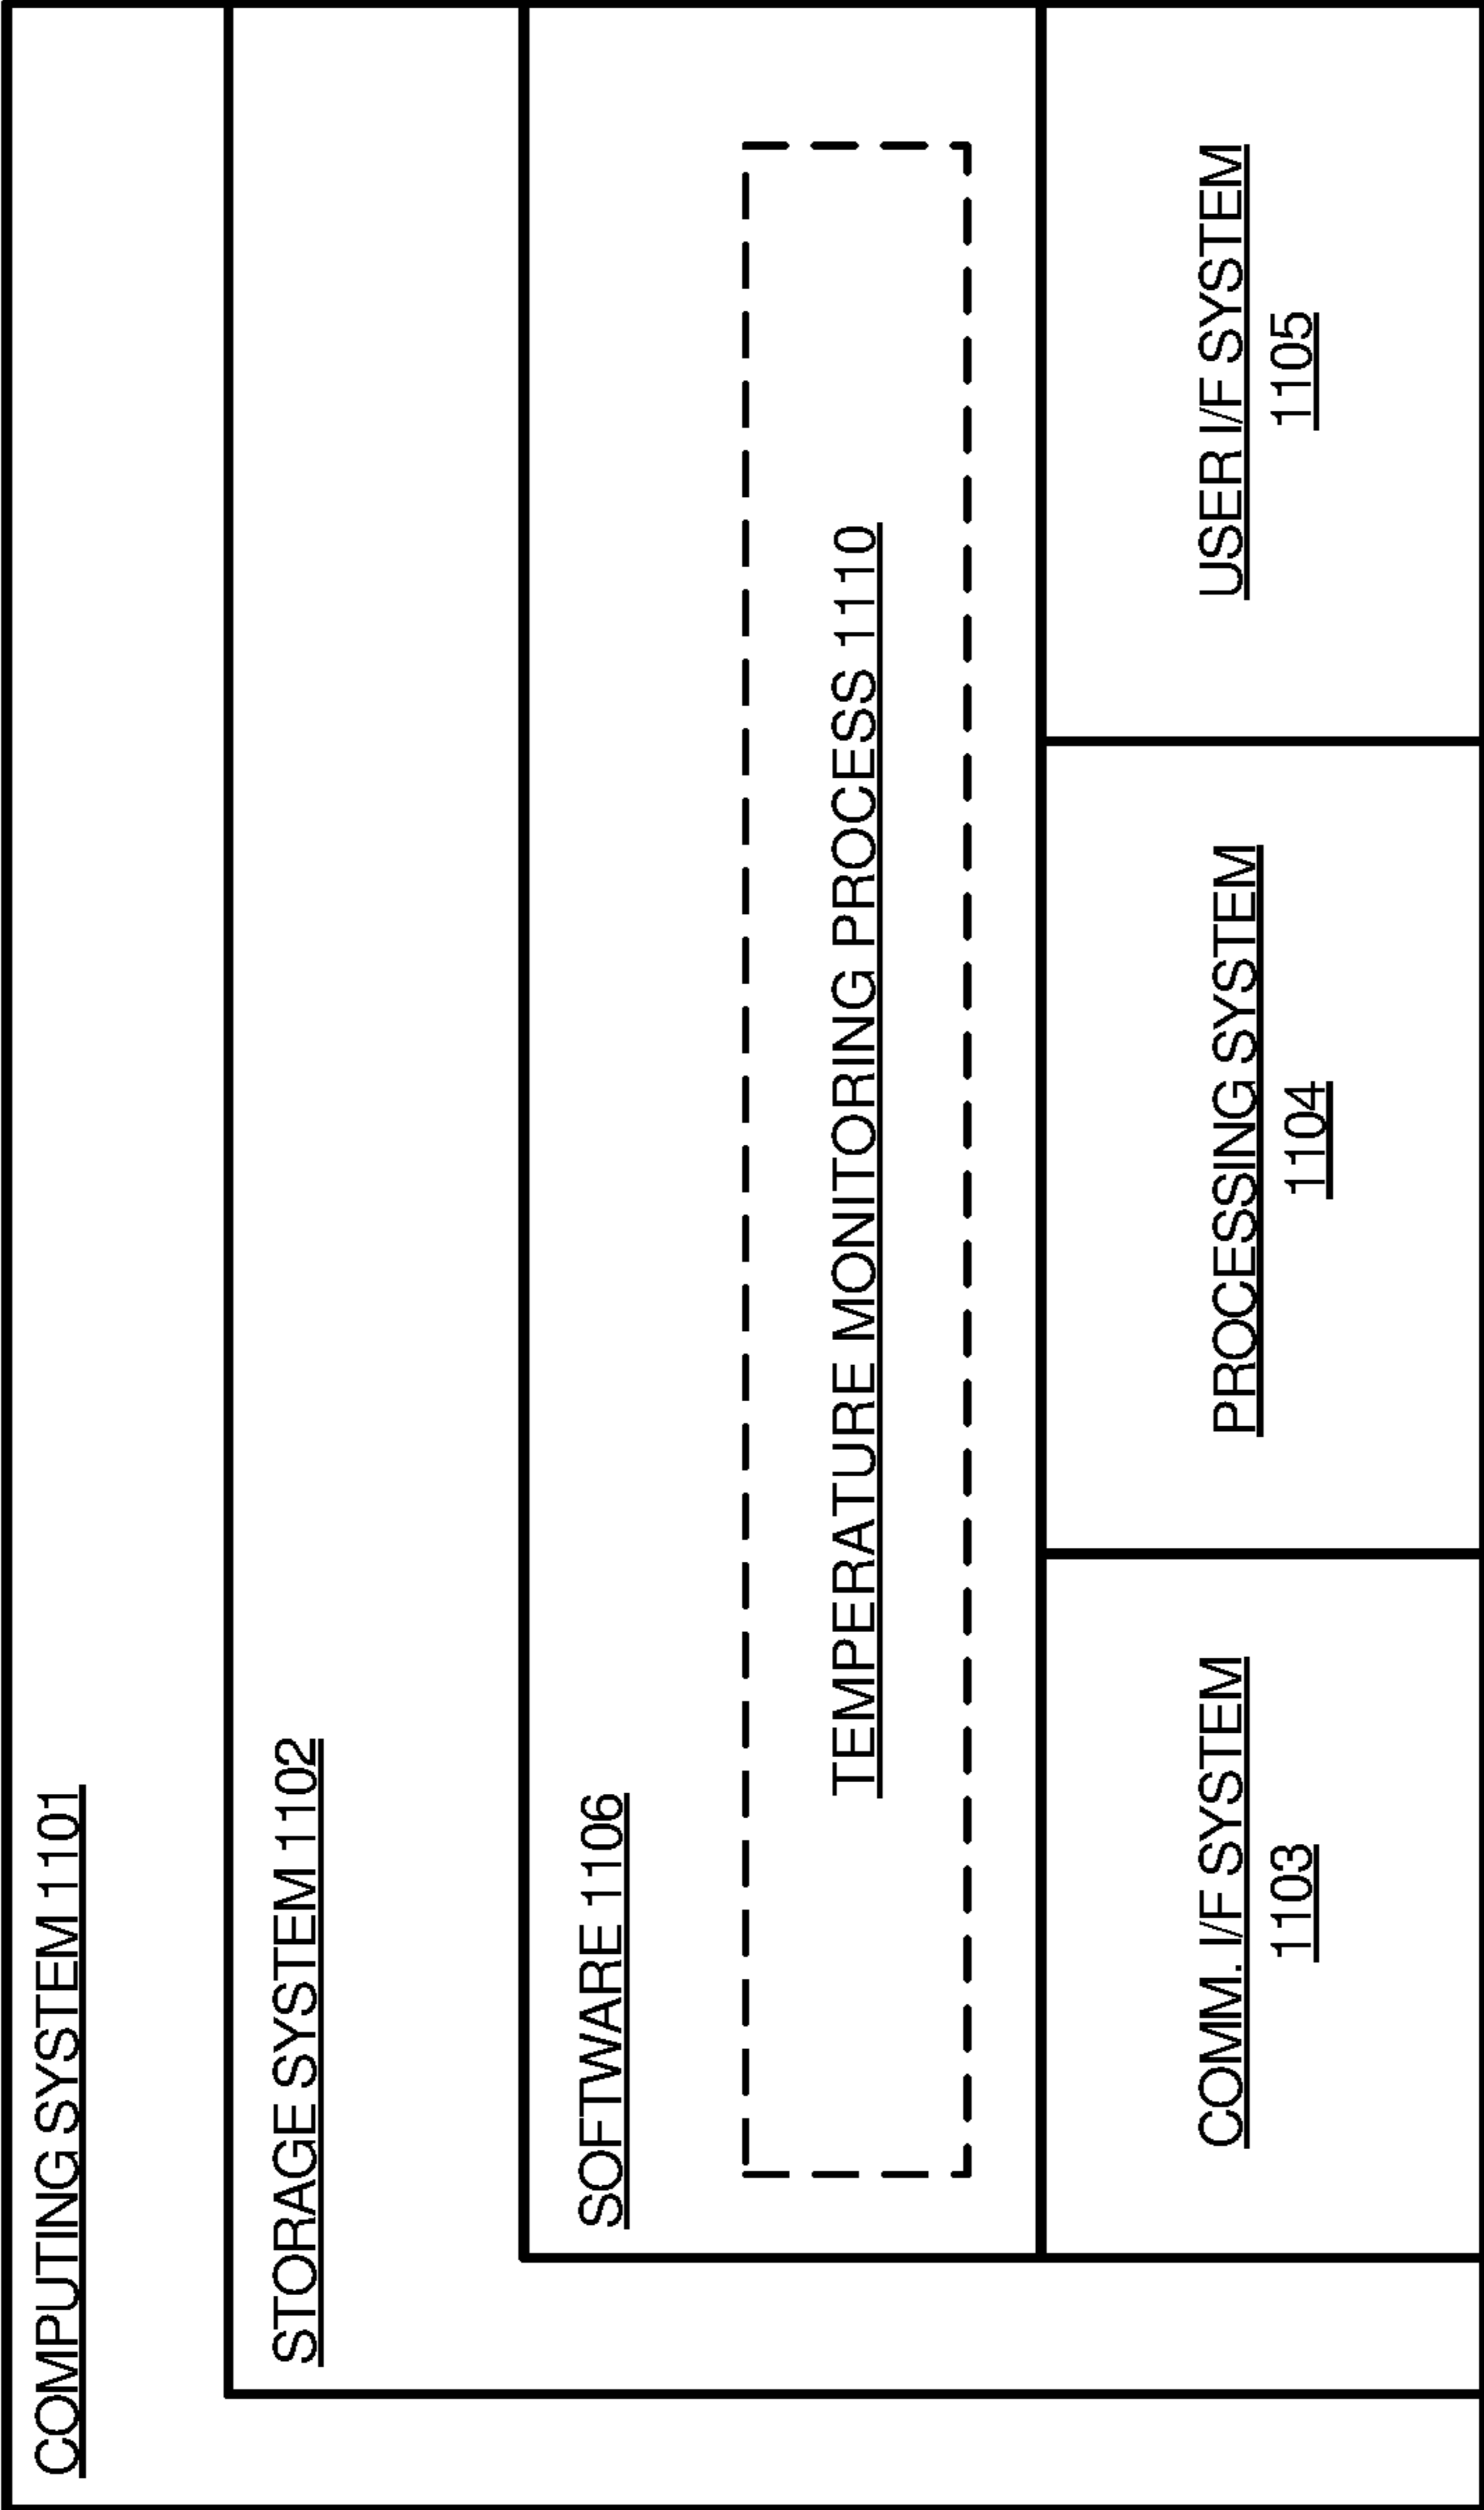 COMPUTING SYSTEM 1101
STORAGE SYSTEM 1102
SOFTWARE 1106
TEMPERATURE MONITORING PROCESS 1110
COMM. I/F SYSTEM
1103
PROCESSING SYSTEM
1104
USER I/F SYSTEM
1105